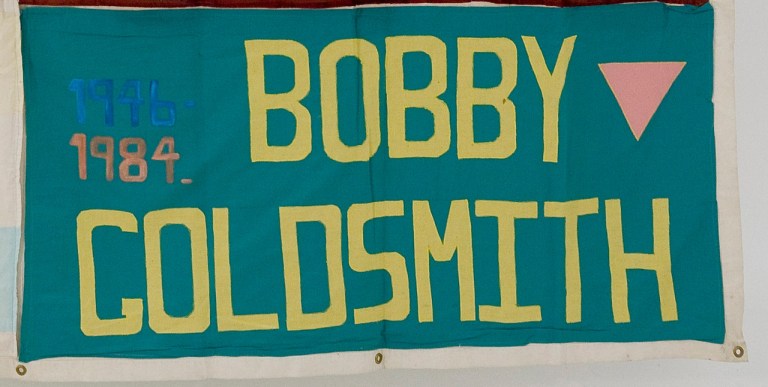 BOBBY
1946-
1984.
GOLDSMITH